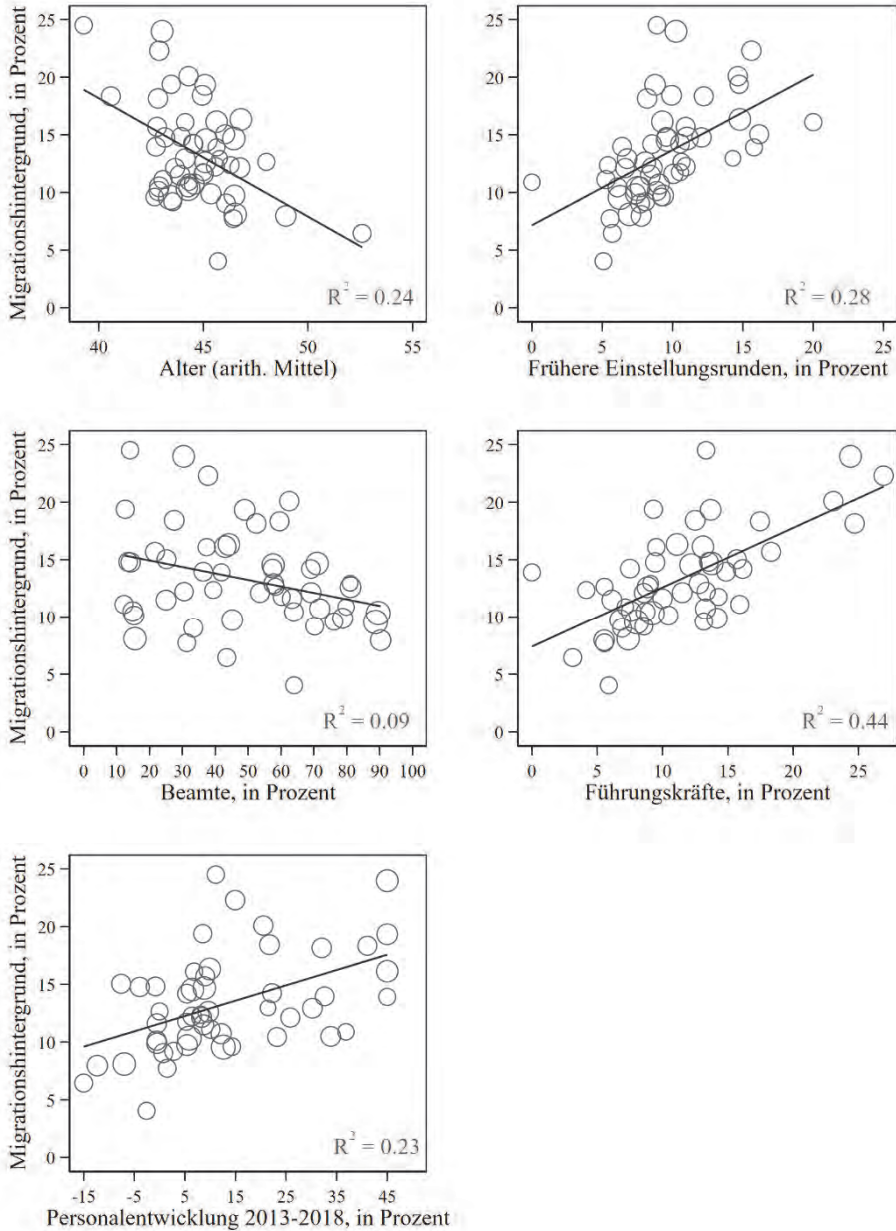 Migrationshintergrund, in Prozent
25
20
15
10
5
0
R² = 0.24
40 45 50 55
Alter (arith. Mittel)
25
20
15
10
5
0
R² = 0.28
0 5 10 15 20 25
Frühere Einstellungsrunden, in Prozent
Migrationshintergrund, in Prozent
25
20
15
10
5
0
R² = 0.09
0 10 20 30 40 50 60 70 80 90 100
Beamte, in Prozent
25
20
15
10
5
0
R² = 0.44
0 5 10 15 20 25
Führungskräfte, in Prozent
Migrationshintergrund, in Prozent
25
20
15
10
5
0
R² = 0.23
-15 -5 5 15 25 35 45
Personalentwicklung 2013-2018, in Prozent